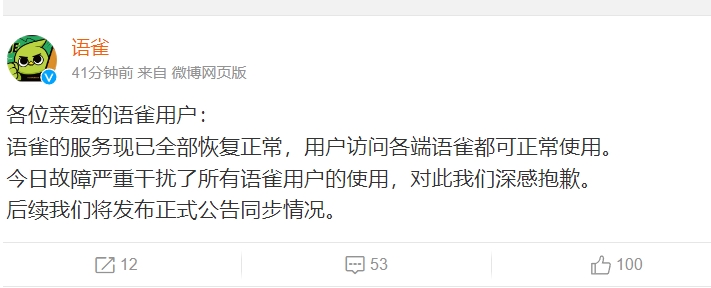 语雀
41分钟前 来自 微博网页版
各位亲爱的语雀用户：
语雀的服务现已全部恢复正常，用户访问各端语雀都可正常使用。
今日故障严重干扰了所有语雀用户的使用，对此我们深感抱歉。
后续我们将发布正式公告同步情况。
12 53 100